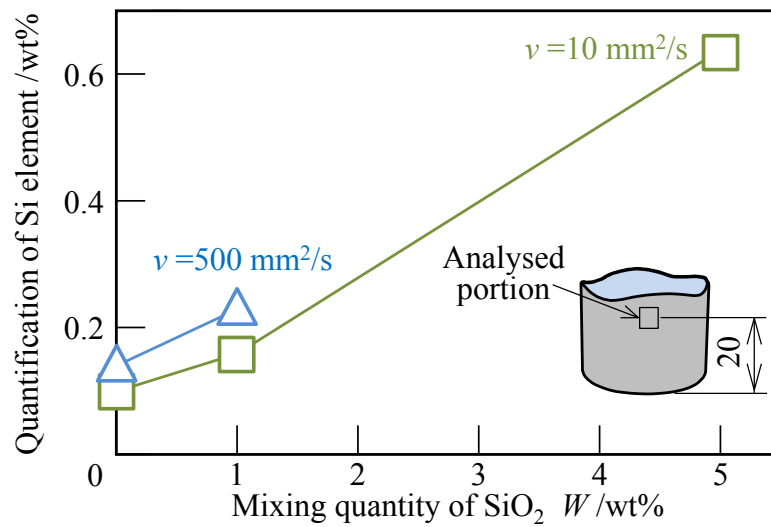 Quantification of Si element /wt%
0.6
0.4
0.2
0
ν =10 mm²/s
ν =500 mm²/s
Analysed
portion
20
1 2 3 4 5
Mixing quantity of SiO₂ W /wt%